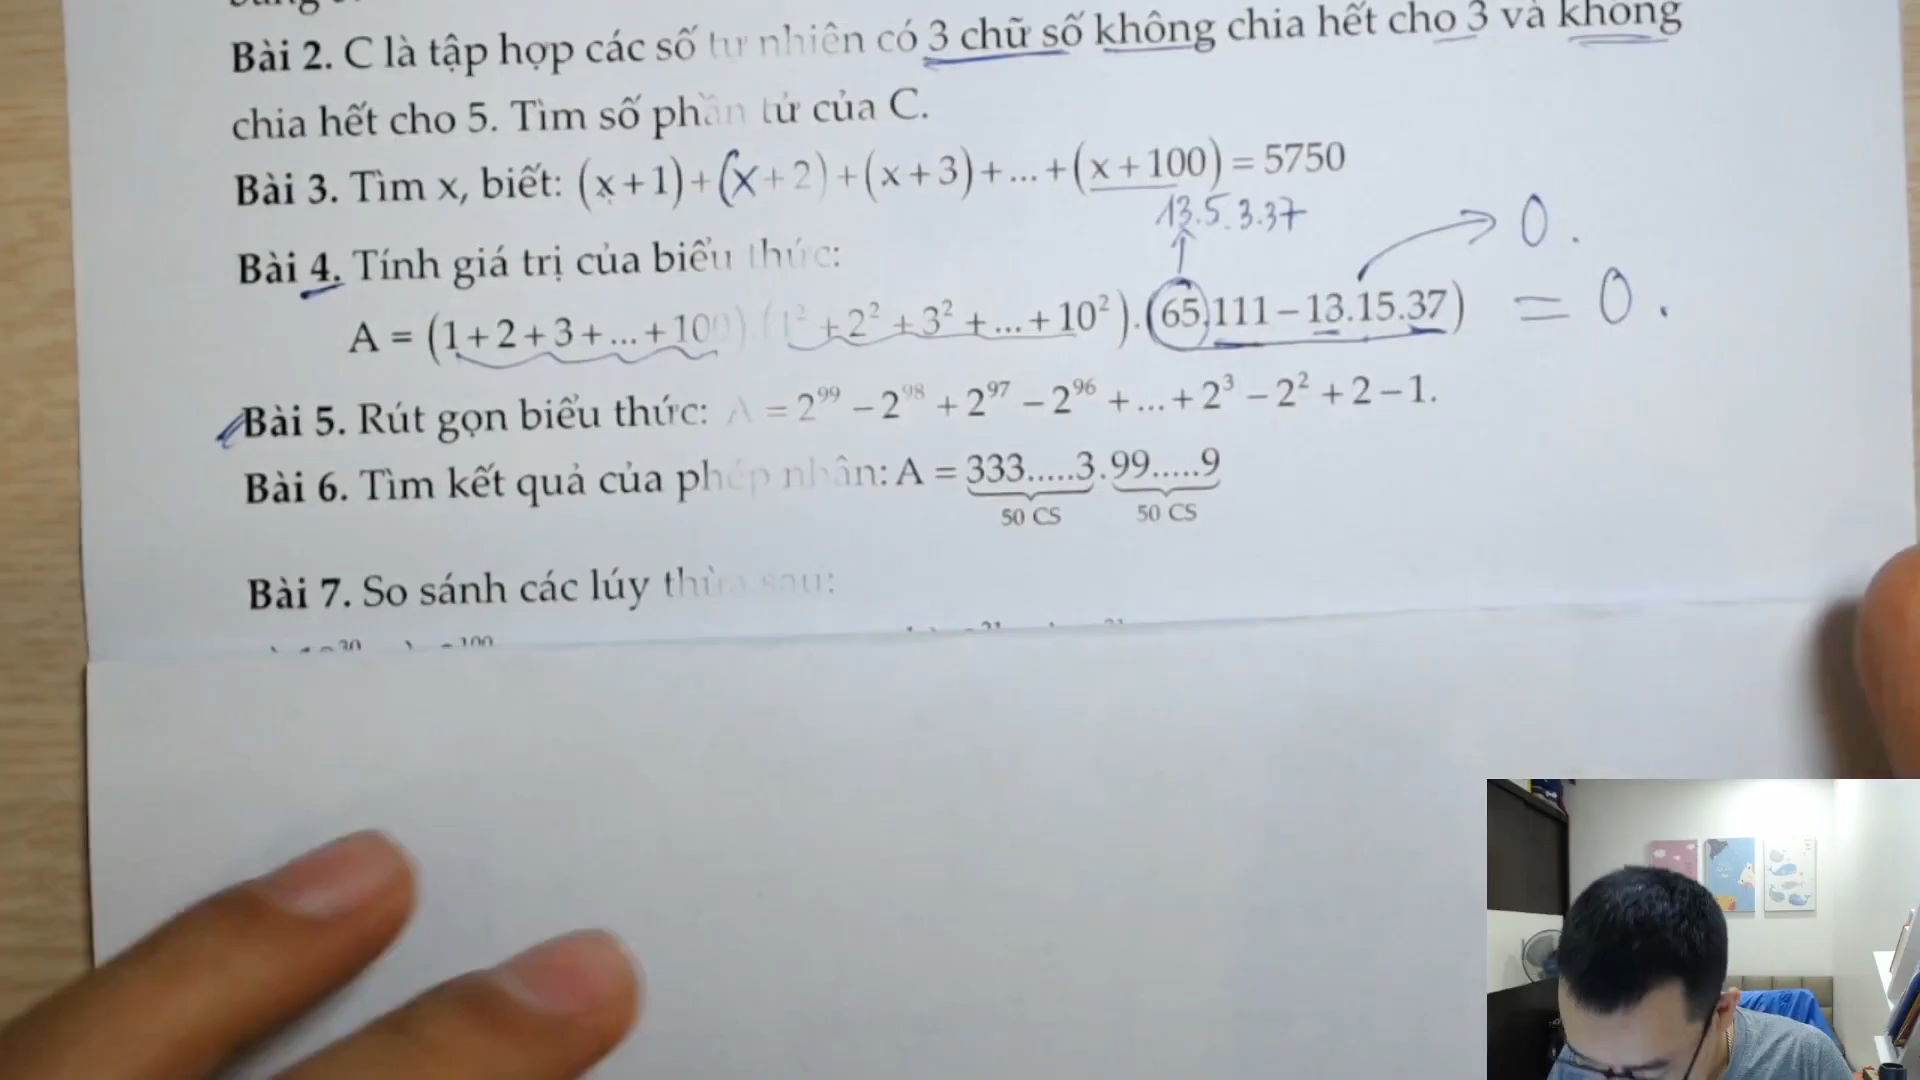 Bài 2. C là tập hợp các số tự nhiên có 3 chữ số không chia hết cho 3 và không
chia hết cho 5. Tìm số phần tử của C.
Bài 3. Tìm x, biết: (x+1)+(x+2)+(x+3)+...+(x+100)=5750
13.5.3.37
0.
Bài 4. Tính giá trị của biểu thức:
A = (1+2+3+...+100).(1²+2²+3²+...+10²).(65.111−13.15.37) = 0.
Bài 5. Rút gọn biểu thức: A = 2⁹⁹ − 2⁹⁸ + 2⁹⁷ − 2⁹⁶ + ... + 2³ − 2² + 2 − 1.
Bài 6. Tìm kết quả của phép nhân: A = 333.....3.99.....9
50 CS 50 CS
Bài 7. So sánh các lúy thừa sau: